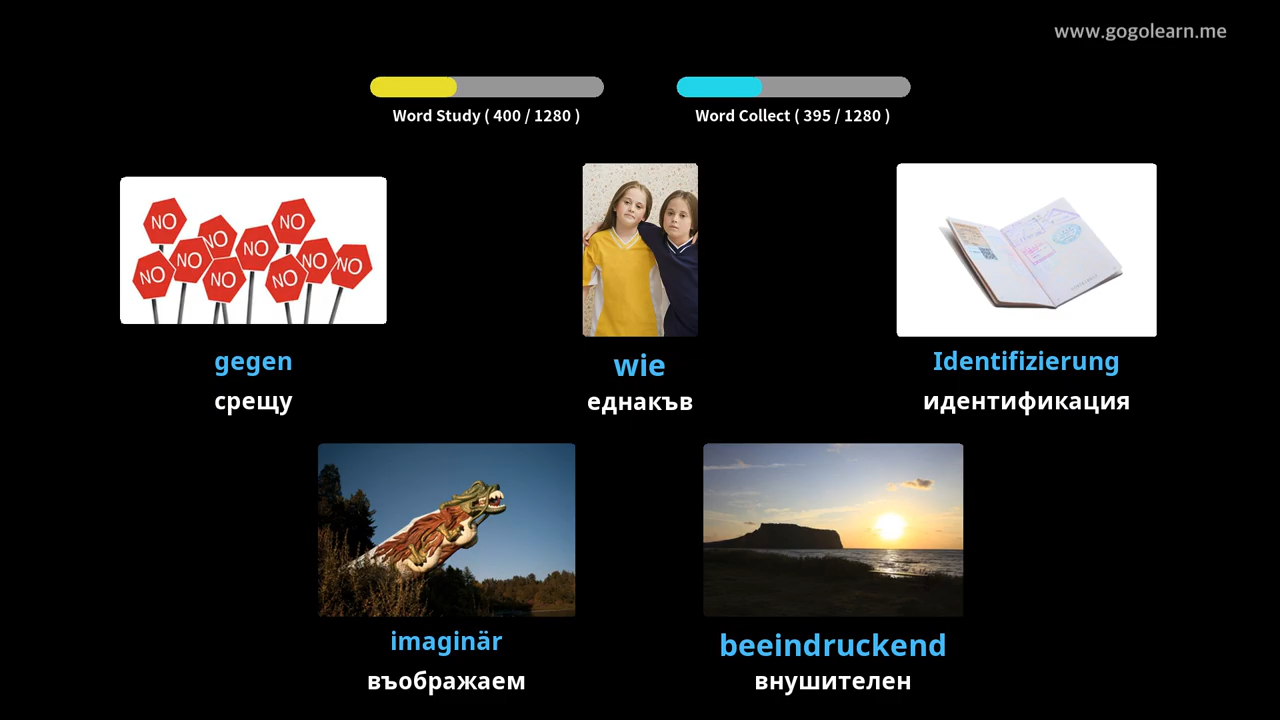 www.gogolearn.me
Word Study ( 400 / 1280 )
Word Collect ( 395 / 1280 )
NO
NO
NO
NO
NO
NO
NO
NO
NO
NO
gegen
срещу
wie
еднакъв
Identifizierung
идентификация
imaginär
въображаем
beeindruckend
внушителен